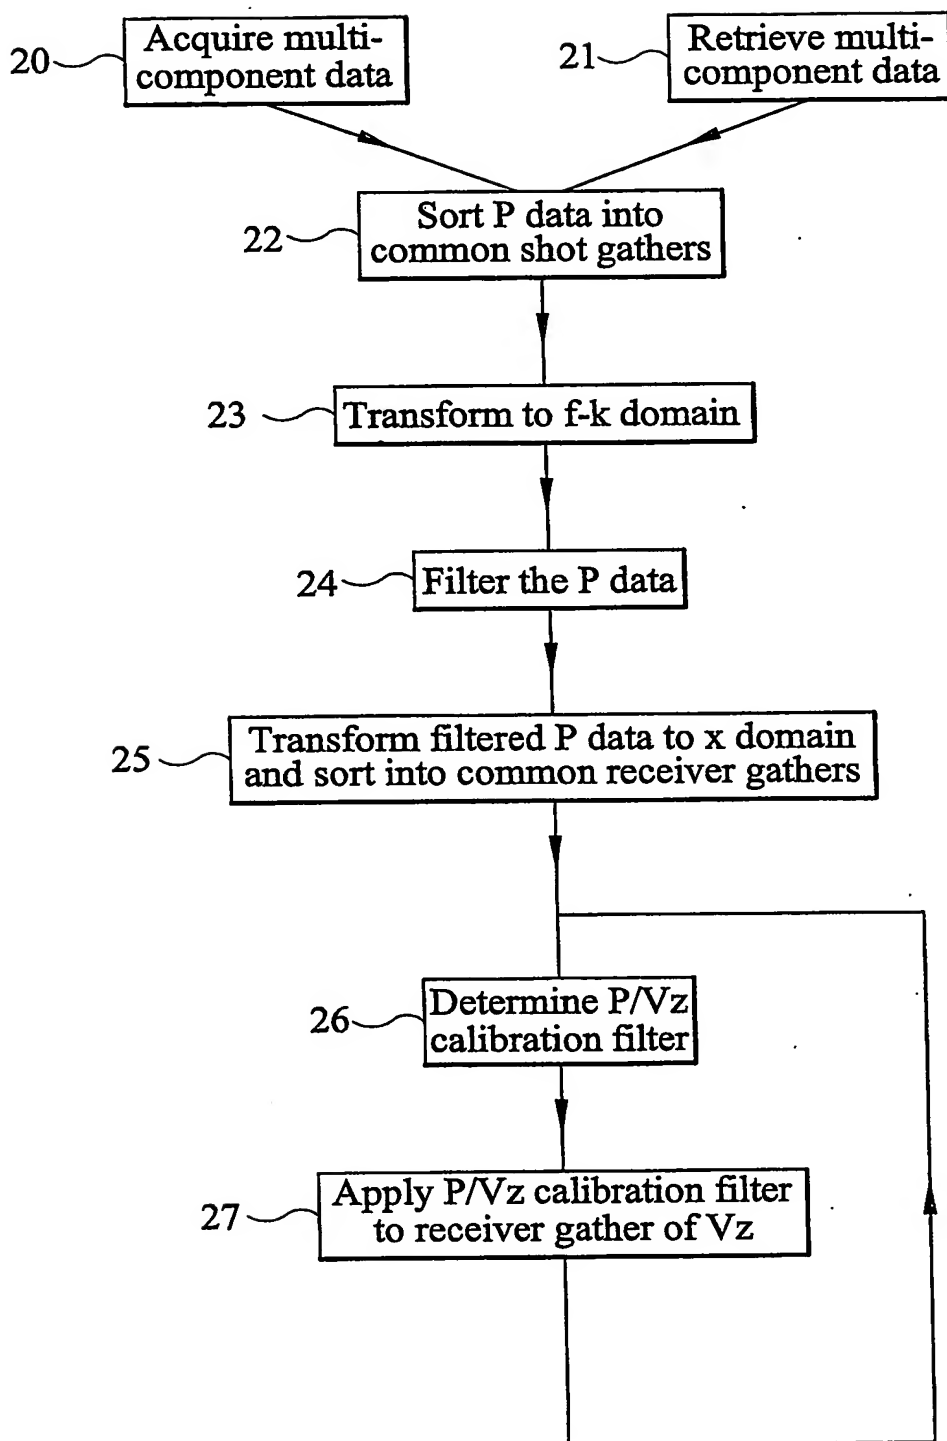 20
Acquire multi-
component data
21
Retrieve multi-
component data
22
Sort P data into
common shot gathers
23
Transform to f-k domain
24
Filter the P data
25
Transform filtered P data to x domain
and sort into common receiver gathers
26
Determine P/Vz
calibration filter
27
Apply P/Vz calibration filter
to receiver gather of Vz